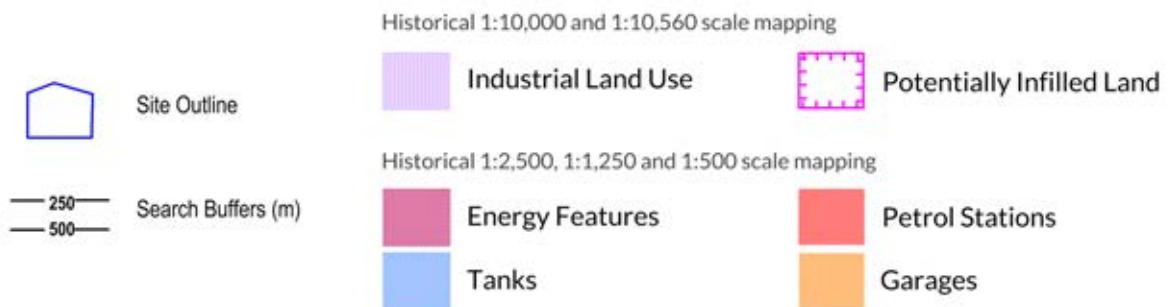 Historical 1:10,000 and 1:10,560 scale mapping
Industrial Land Use
Potentially Infilled Land
Site Outline
Historical 1:2,500, 1:1,250 and 1:500 scale mapping
250
500
Search Buffers (m)
Energy Features
Petrol Stations
Tanks
Garages